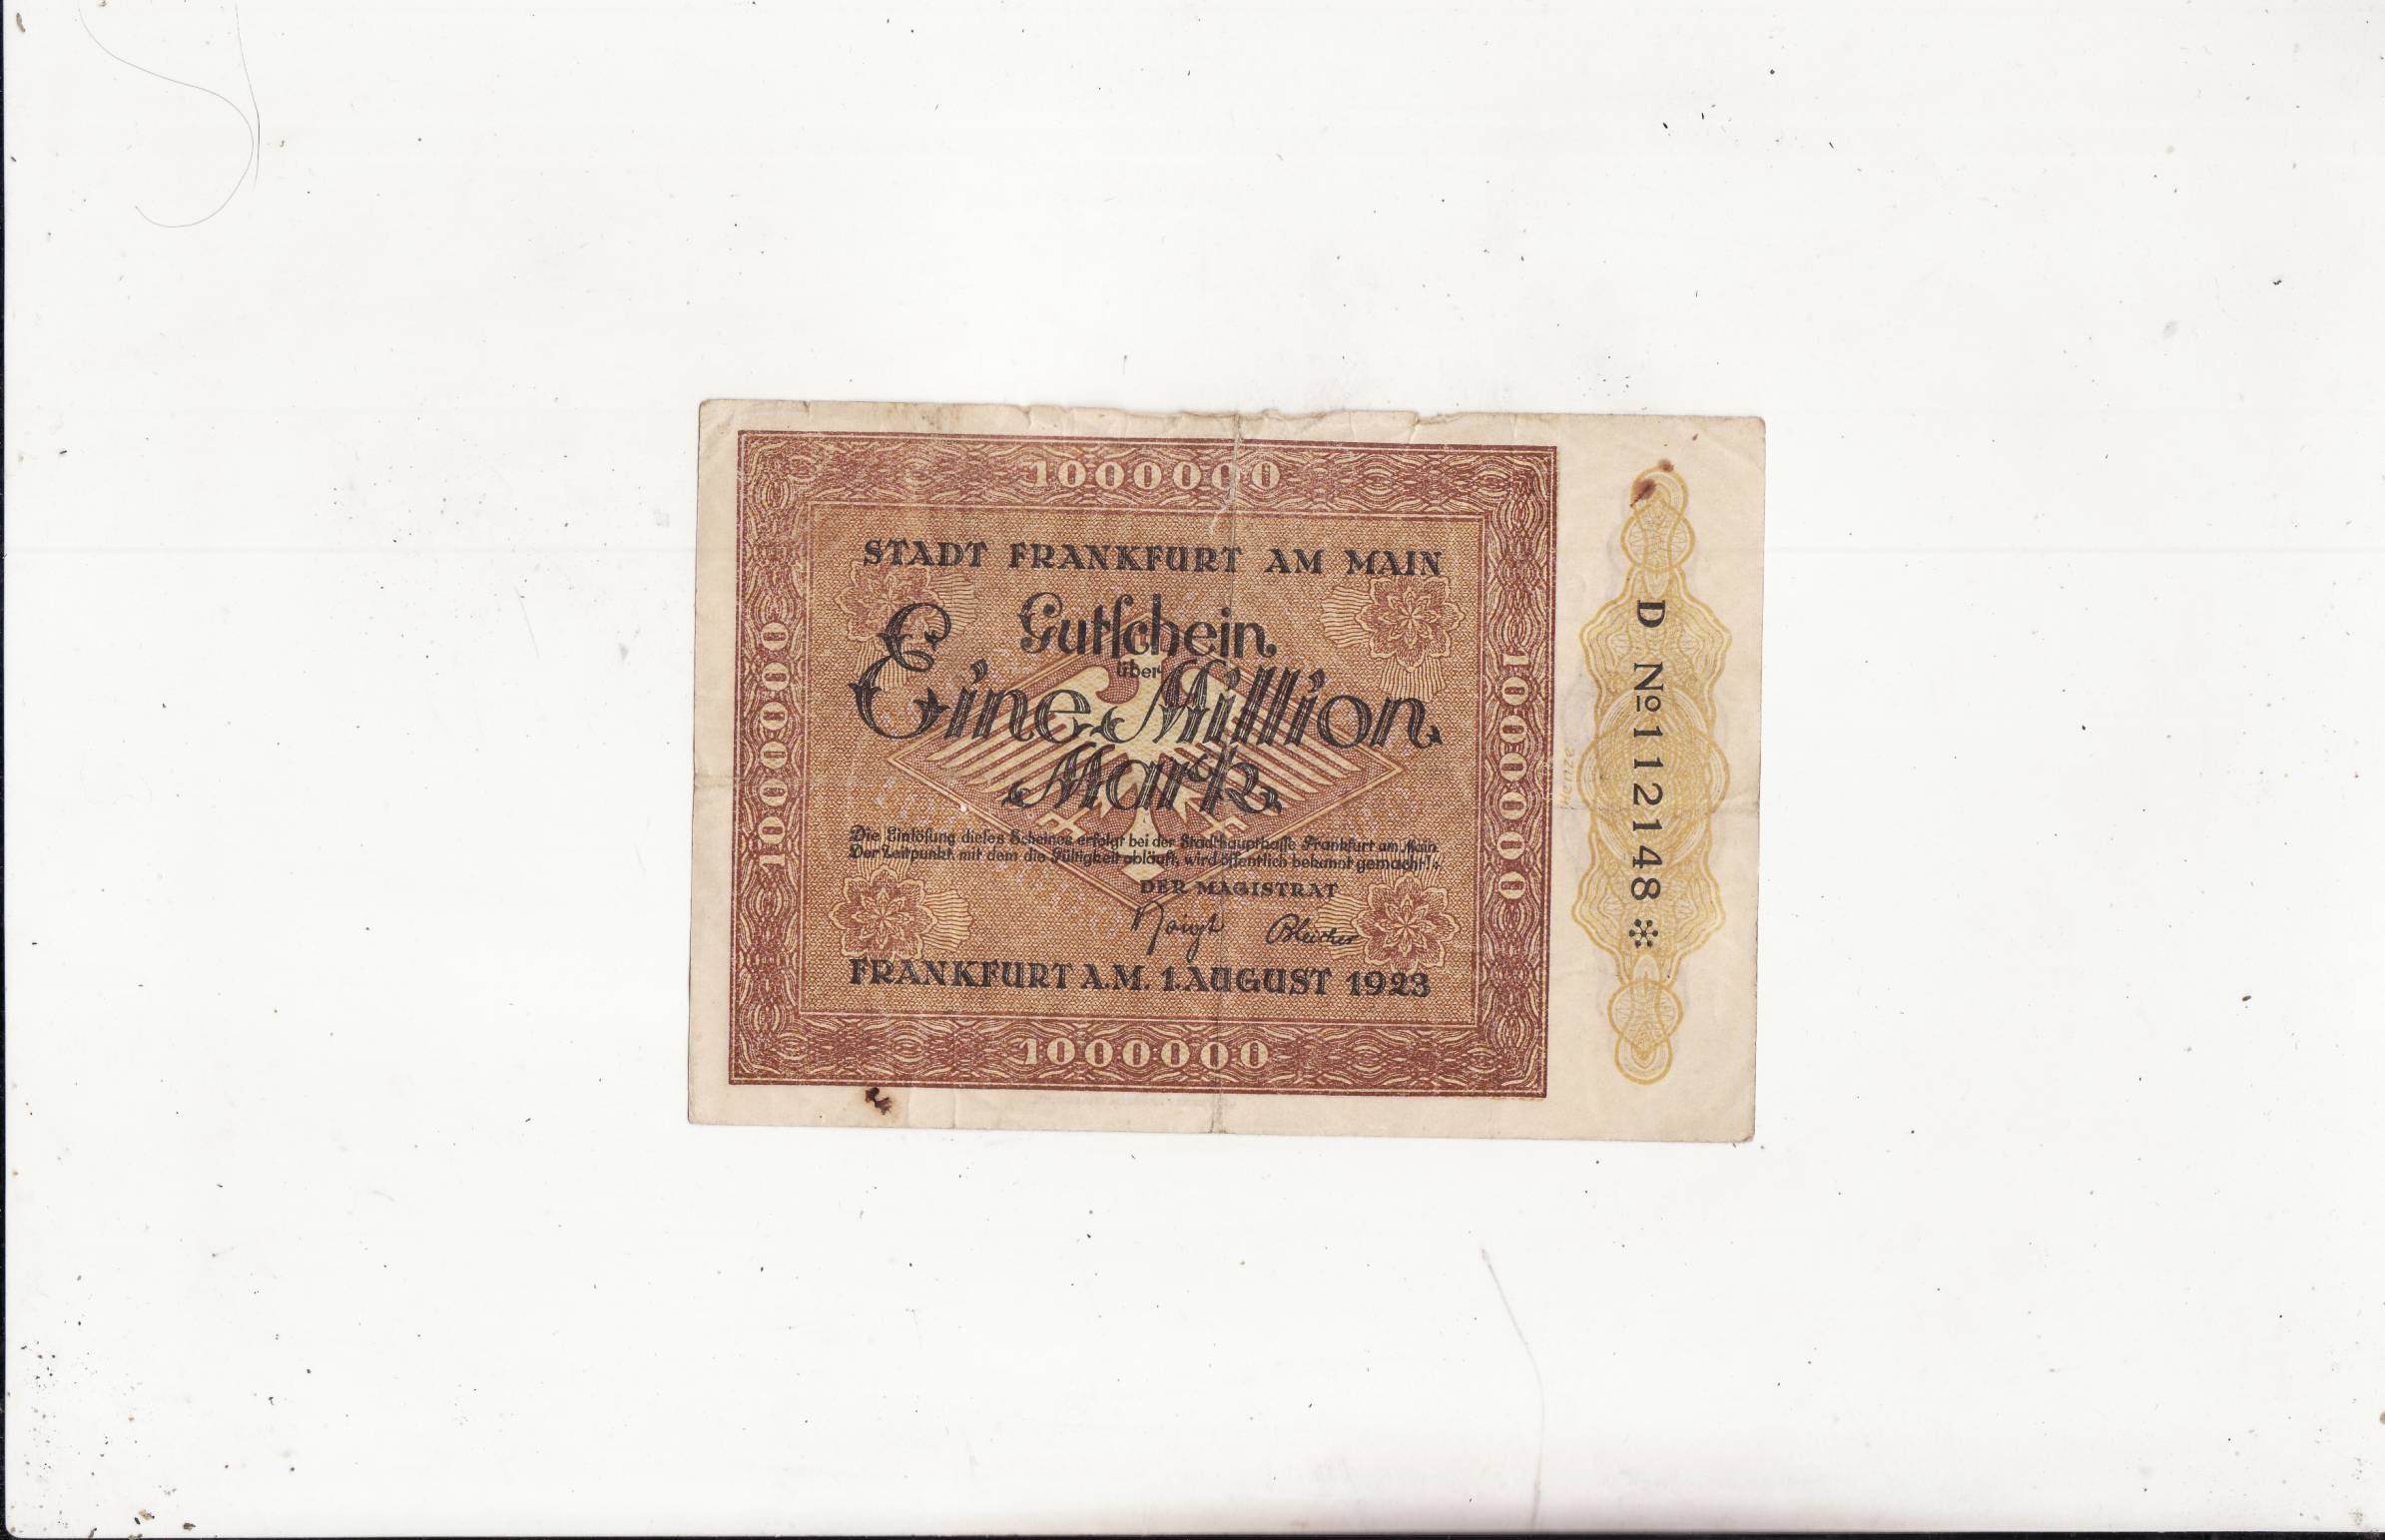 1000000
STADT FRANKFURT AM MAIN
Gutschein
über
Eine Million
Mark
Die Einlösung dieses Scheines erfolgt bei der Stadthauptkasse Frankfurt am Main.
Der Zeitpunkt, mit dem die Gültigkeit abläuft, wird öffentlich bekannt gemacht.
DER MAGISTRAT
Voigt Bleicher
FRANKFURT A.M. 1. AUGUST 1923
1000000
1000000
1000000
D No 112148